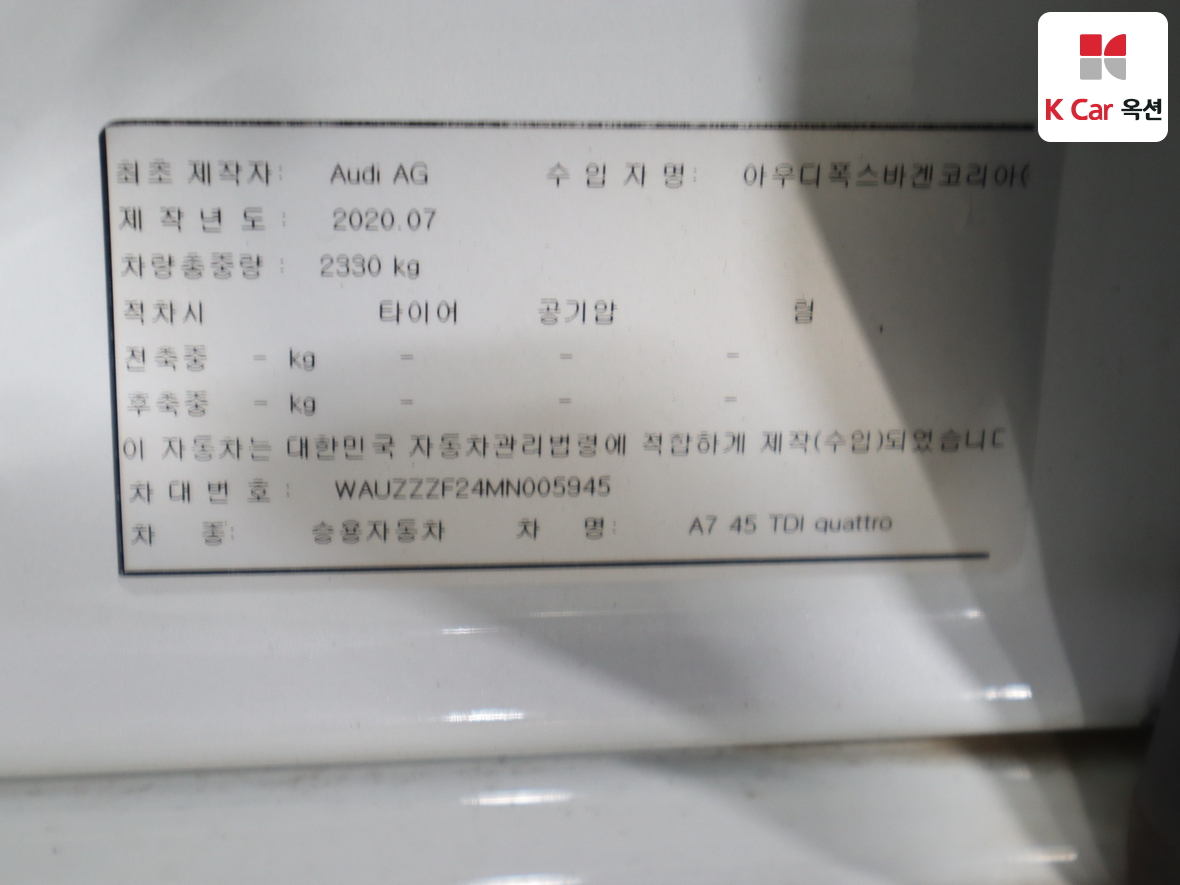 K Car 옥션
최초 제작자: Audi AG 수 입 자 명: 아우디폭스바겐코리아(
제 작 년 도 : 2020.07
차량총중량 : 2330 kg
적차시 타이어 공기압 림
전축중 - kg - - -
후축중 - kg - - -
이 자동차는 대한민국 자동차관리법령에 적합하게 제작(수입)되었습니다
차 대 번 호 : WAUZZZF24MN005945
차 종: 승용자동차 차 명: A7 45 TDI quattro